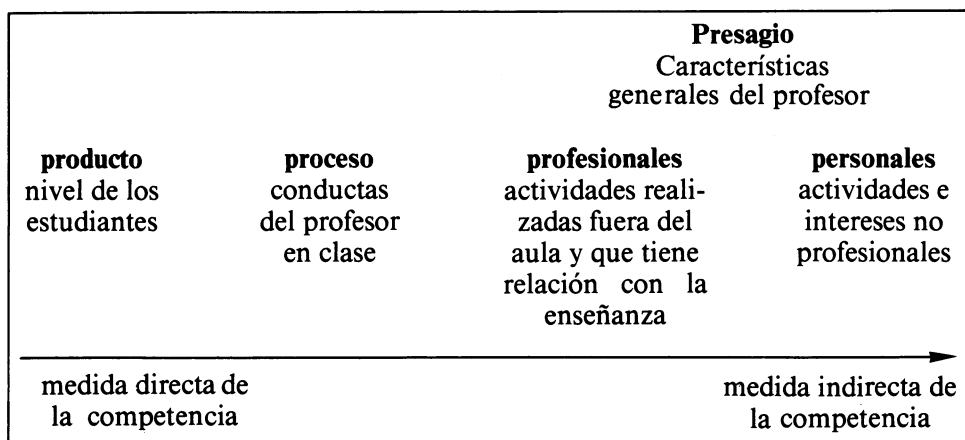 Presagio
Características
generales del profesor
producto
nivel de los
estudiantes
proceso
conductas
del profesor
en clase
profesionales
actividades reali-
zadas fuera del
aula y que tiene
relación con la
enseñanza
personales
actividades e
intereses no
profesionales
medida directa de
la competencia
medida indirecta de
la competencia